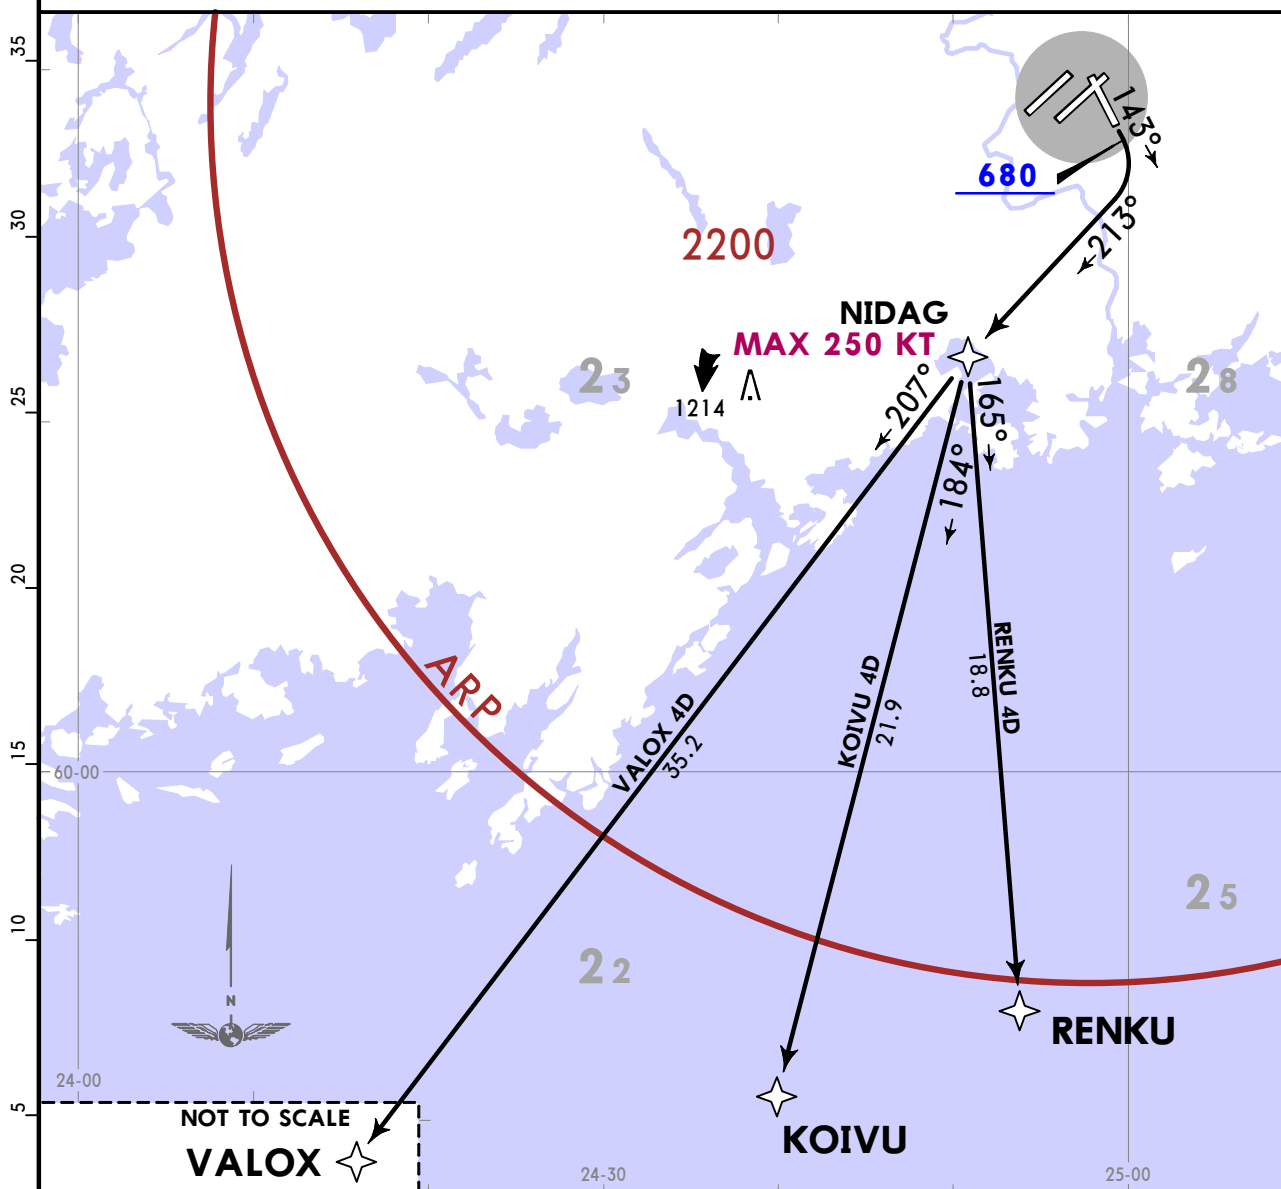 35
143°
680
213°
30
2200
NIDAG
MAX 250 KT
23
28
207°
165°
1214
25
184°
20
RENKU 4D
18.8
KOIVU 4D
21.9
ARP
VALOX 4D
35.2
15
60-00
25
10
22
N
RENKU
24-00
5
NOT TO SCALE
VALOX
KOIVU
24-30
25-00